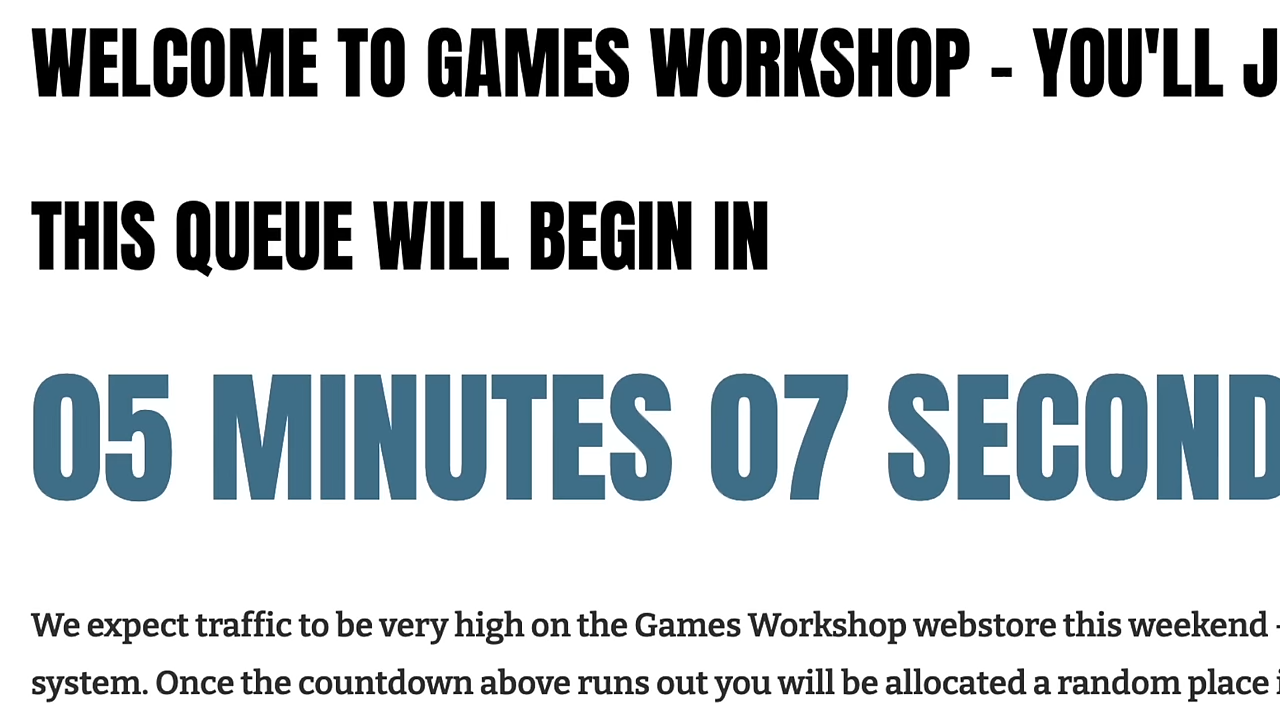 WELCOME TO GAMES WORKSHOP - YOU'LL J
THIS QUEUE WILL BEGIN IN
05 MINUTES 07 SECOND
We expect traffic to be very high on the Games Workshop webstore this weekend -
system. Once the countdown above runs out you will be allocated a random place i